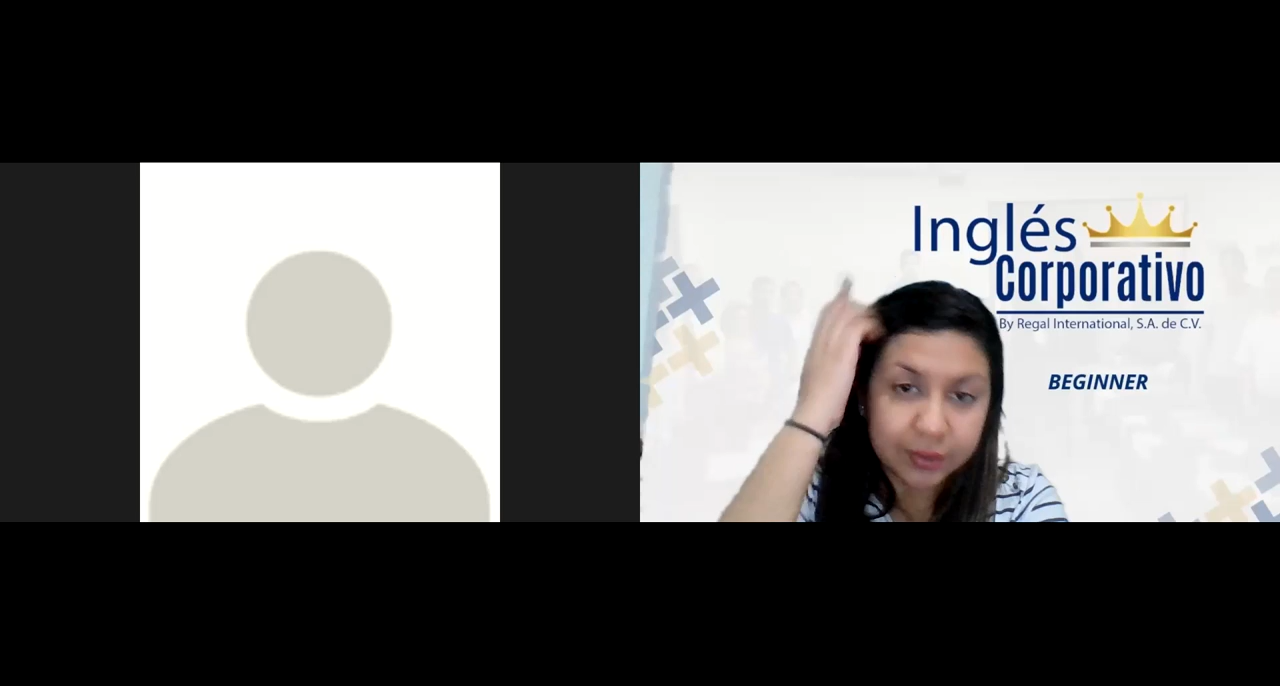 Inglés
Corporativo
By Regal International, S.A. de C.V.
BEGINNER